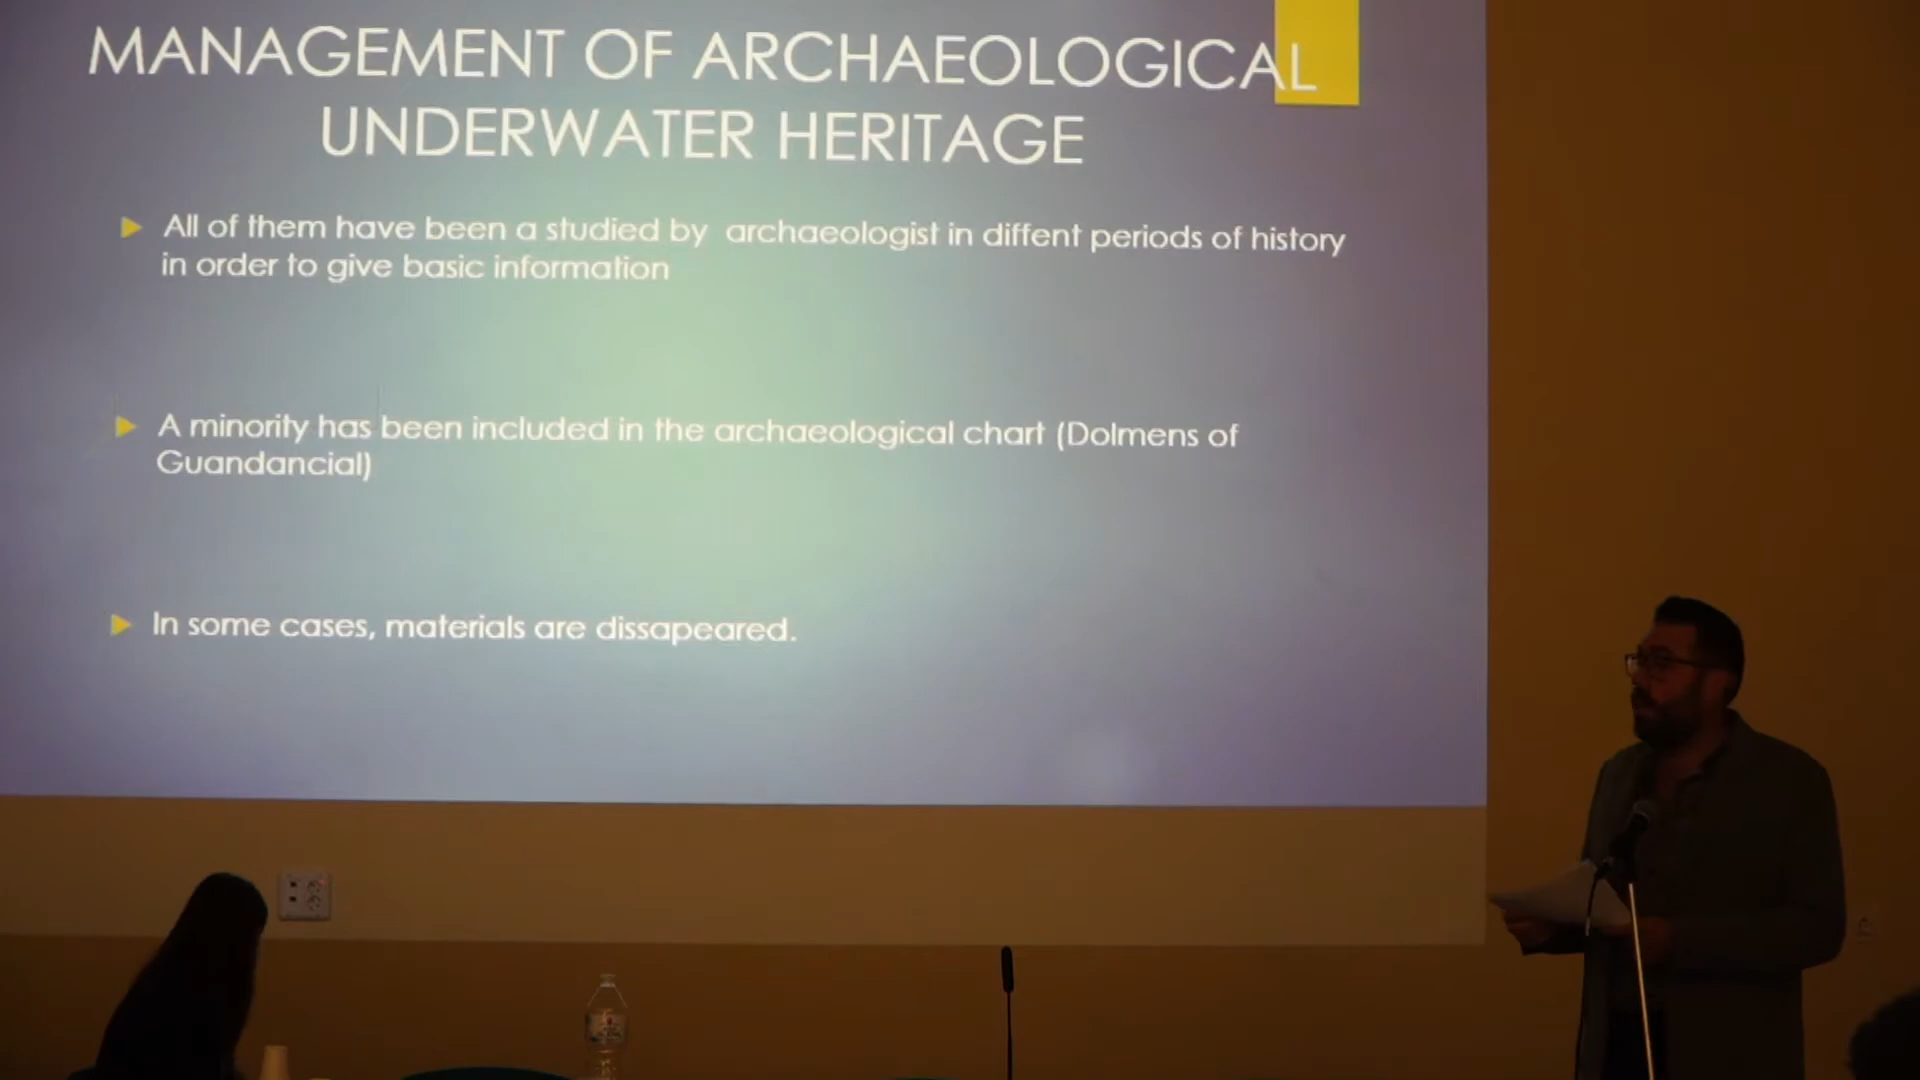 MANAGEMENT OF ARCHAEOLOGICAL
UNDERWATER HERITAGE
All of them have been a studied by archaeologist in diffent periods of history
in order to give basic information
A minority has been included in the archaeological chart (Dolmens of
Guandancial)
In some cases, materials are dissapeared.